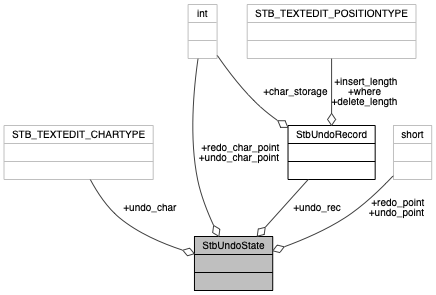 int
STB_TEXTEDIT_POSITIONTYPE
+char_storage
+insert_length
+where
+delete_length
STB_TEXTEDIT_CHARTYPE
+redo_char_point
+undo_char_point
StbUndoRecord
short
+undo_char
+undo_rec
+redo_point
+undo_point
StbUndoState